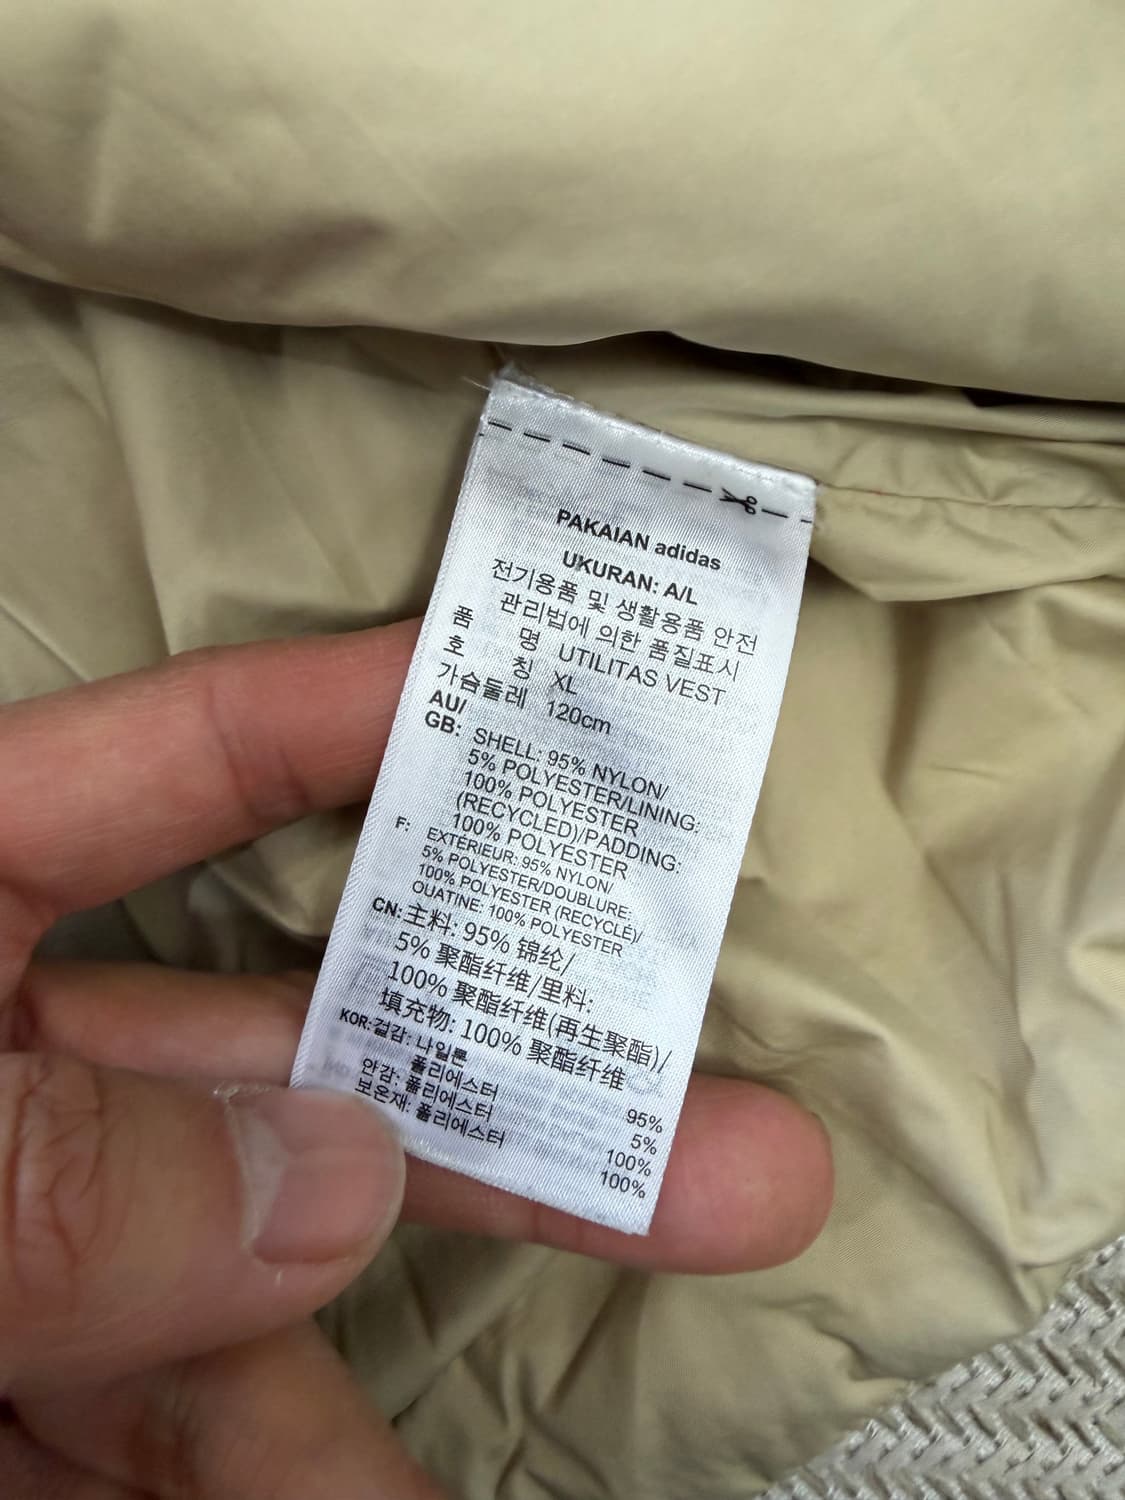 PAKAIAN adidas
UKURAN: A/L
전기용품 및 생활용품 안전
관리법에 의한 품질표시
품 명 UTILITAS VEST
호 칭 XL
가슴둘레 120cm
AU/
GB: SHELL: 95% NYLON/
5% POLYESTER/LINING:
100% POLYESTER
(RECYCLED)/PADDING:
100% POLYESTER
F: EXTÉRIEUR: 95% NYLON/
5% POLYESTER/DOUBLURE:
100% POLYESTER (RECYCLÉ)/
OUATINE: 100% POLYESTER
CN: 主料: 95% 锦纶/
5% 聚酯纤维/里料:
100% 聚酯纤维(再生聚酯)/
填充物: 100% 聚酯纤维
KOR: 겉감: 나일론 95%
폴리에스터 5%
안감: 폴리에스터 100%
보온재: 폴리에스터 100%